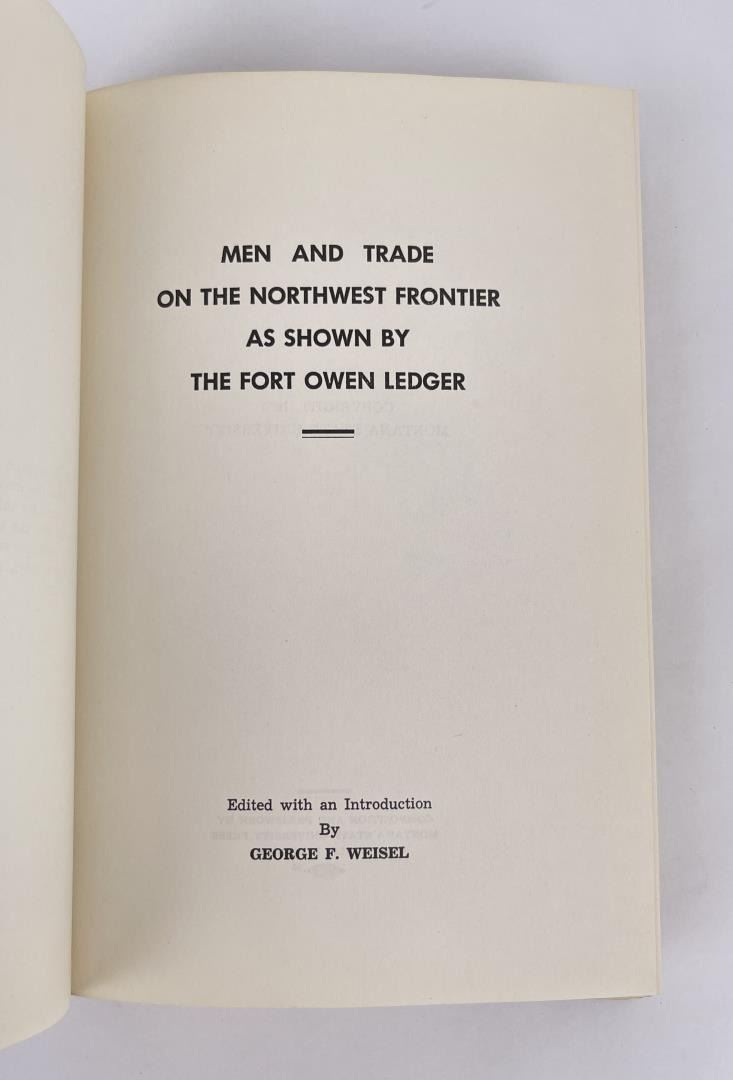 MEN AND TRADE
ON THE NORTHWEST FRONTIER
AS SHOWN BY
THE FORT OWEN LEDGER
Edited with an Introduction
By
GEORGE F. WEISEL